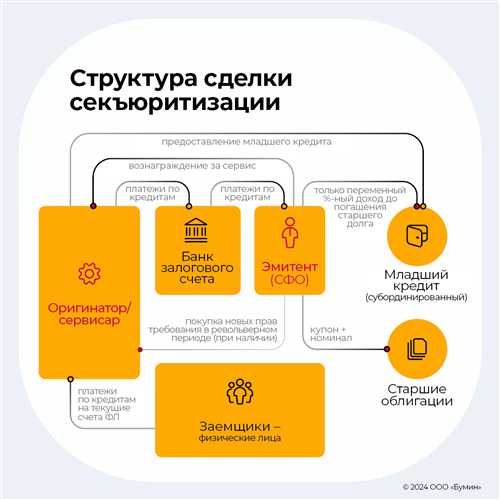 Структура сделки
секъюритизации
предоставление младшего кредита
вознаграждение за сервис
платежи по
кредитам
платежи по
кредитам
только переменный
%-ный доход до
погашения
старшего
долга
Оригинатор/
сервисар
Банк
залогового
счета
Эмитент
(СФО)
Младший
кредит
(субординированный)
покупка новых прав
требования в револьверном
периоде (при наличии)
купон +
номинал
Старшие
облигации
платежи
по кредитам
на текущие
счета ФЛ
Заемщики –
физические лица
© 2024 ООО «Бумин»